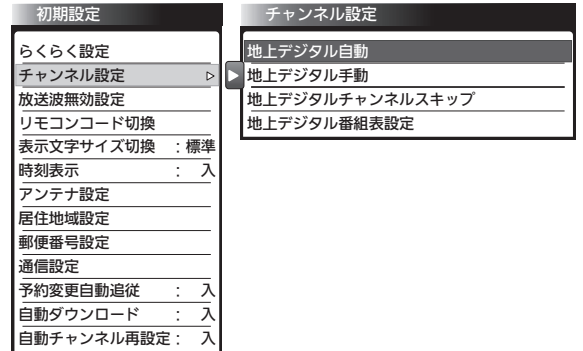 初期設定
らくらく設定
チャンネル設定
放送波無効設定
リモコンコード切換
表示文字サイズ切換 ：標準
時刻表示 ： 入
アンテナ設定
居住地域設定
郵便番号設定
通信設定
予約変更自動追従 ： 入
自動ダウンロード ： 入
自動チャンネル再設定： 入
チャンネル設定
地上デジタル自動
地上デジタル手動
地上デジタルチャンネルスキップ
地上デジタル番組表設定